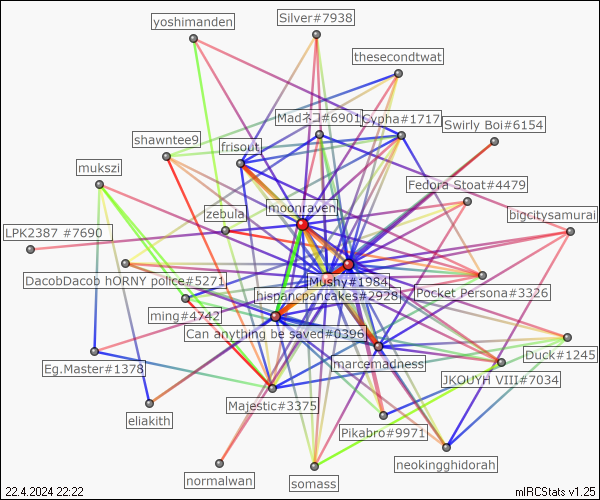 yoshimanden
Silver#7938
thesecondtwat
Madネコ#6901
Cypha#1717
Swirly Boi#6154
shawntee9
frisout
mukszi
Fedora Stoat#4479
moonraven
zebula
bigcitysamurai
LPK2387 #7690
DacobDacob hORNY police#5271
Mushy#1984
hispancpancakes#2928
Pocket Persona#3326
ming#4742
Can anything be saved#0396
Duck#1245
Eg.Master#1378
marcemadness
JKOUYH VIII#7034
Majestic#3375
eliakith
Pikabro#9971
neokingghidorah
normalwan
somass
22.4.2024 22:22
mIRCStats v1.25